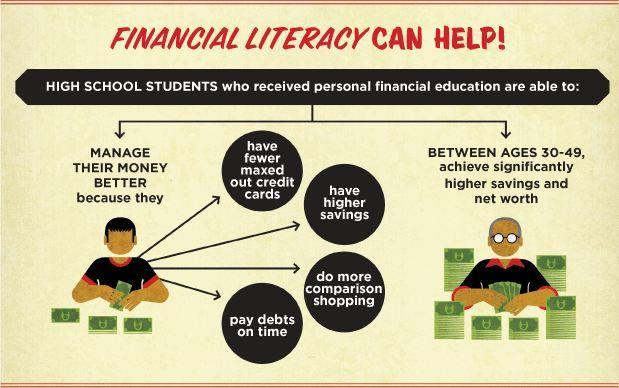 FINANCIAL LITERACY CAN HELP!
HIGH SCHOOL STUDENTS who received personal financial education are able to:
MANAGE
THEIR MONEY
BETTER
because they
have
fewer
maxed
out credit
cards
have
higher
savings
do more
comparison
shopping
pay debts
on time
BETWEEN AGES 30-49,
achieve significantly
higher savings and
net worth